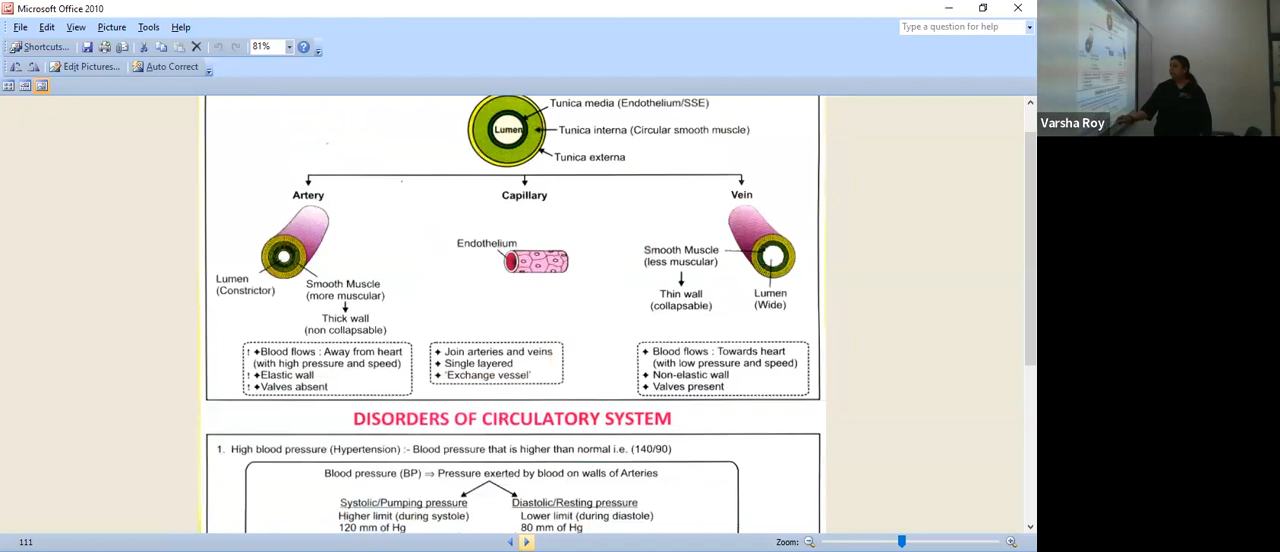 Microsoft Office 2010
File Edit View Picture Tools Help
Type a question for help
Shortcuts...
81%
Edit Pictures...
Auto Correct
Varsha Roy
Tunica media (Endothelium/SSE)
Lumen
Tunica interna (Circular smooth muscle)
Tunica externa
Artery
Capillary
Vein
Endothelium
Smooth Muscle
(less muscular)
Lumen
(Constrictor)
Smooth Muscle
(more muscular)
Thin wall
(collapsable)
Lumen
(Wide)
Thick wall
(non collapsable)
Blood flows : Away from heart
(with high pressure and speed)
Elastic wall
Valves absent
Join arteries and veins
Single layered
'Exchange vessel'
Blood flows : Towards heart
(with low pressure and speed)
Non-elastic wall
Valves present
DISORDERS OF CIRCULATORY SYSTEM
1. High blood pressure (Hypertension) :- Blood pressure that is higher than normal i.e. (140/90)
Blood pressure (BP) ⇒ Pressure exerted by blood on walls of Arteries
Systolic/Pumping pressure
Higher limit (during systole)
120 mm of Hg
Diastolic/Resting pressure
Lower limit (during diastole)
80 mm of Hg
111
Zoom: